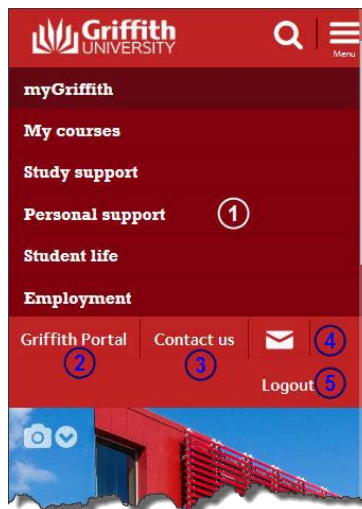 Griffith
UNIVERSITY
Menu
myGriffith
My courses
Study support
Personal support
1
Student life
Employment
Griffith Portal
Contact us
4
2
3
Logout 5